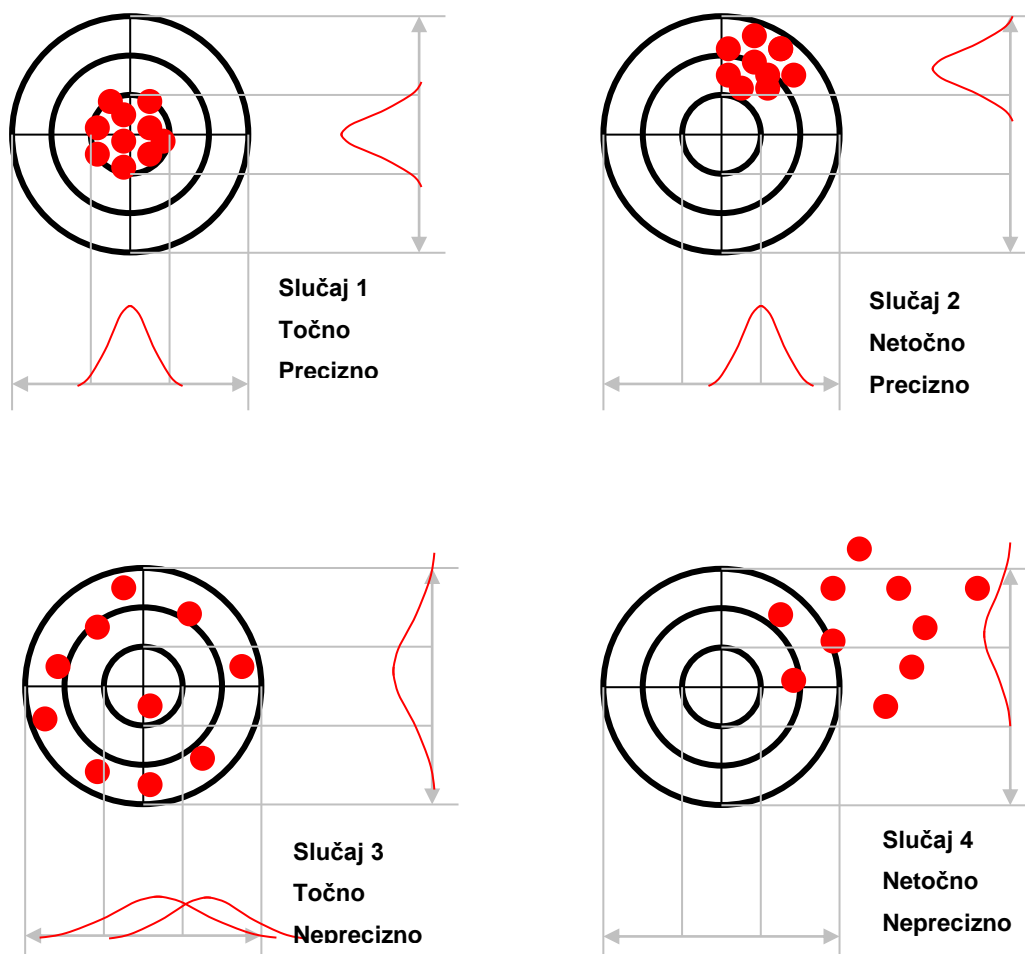 Slučaj 1
Točno
Precizno
Slučaj 2
Netočno
Precizno
Slučaj 3
Točno
Neprecizno
Slučaj 4
Netočno
Neprecizno